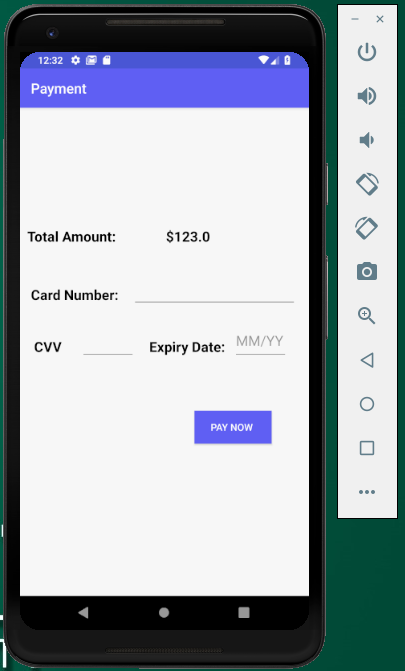 12:32
Payment
Total Amount: $123.0
Card Number:
CVV Expiry Date: MM/YY
PAY NOW